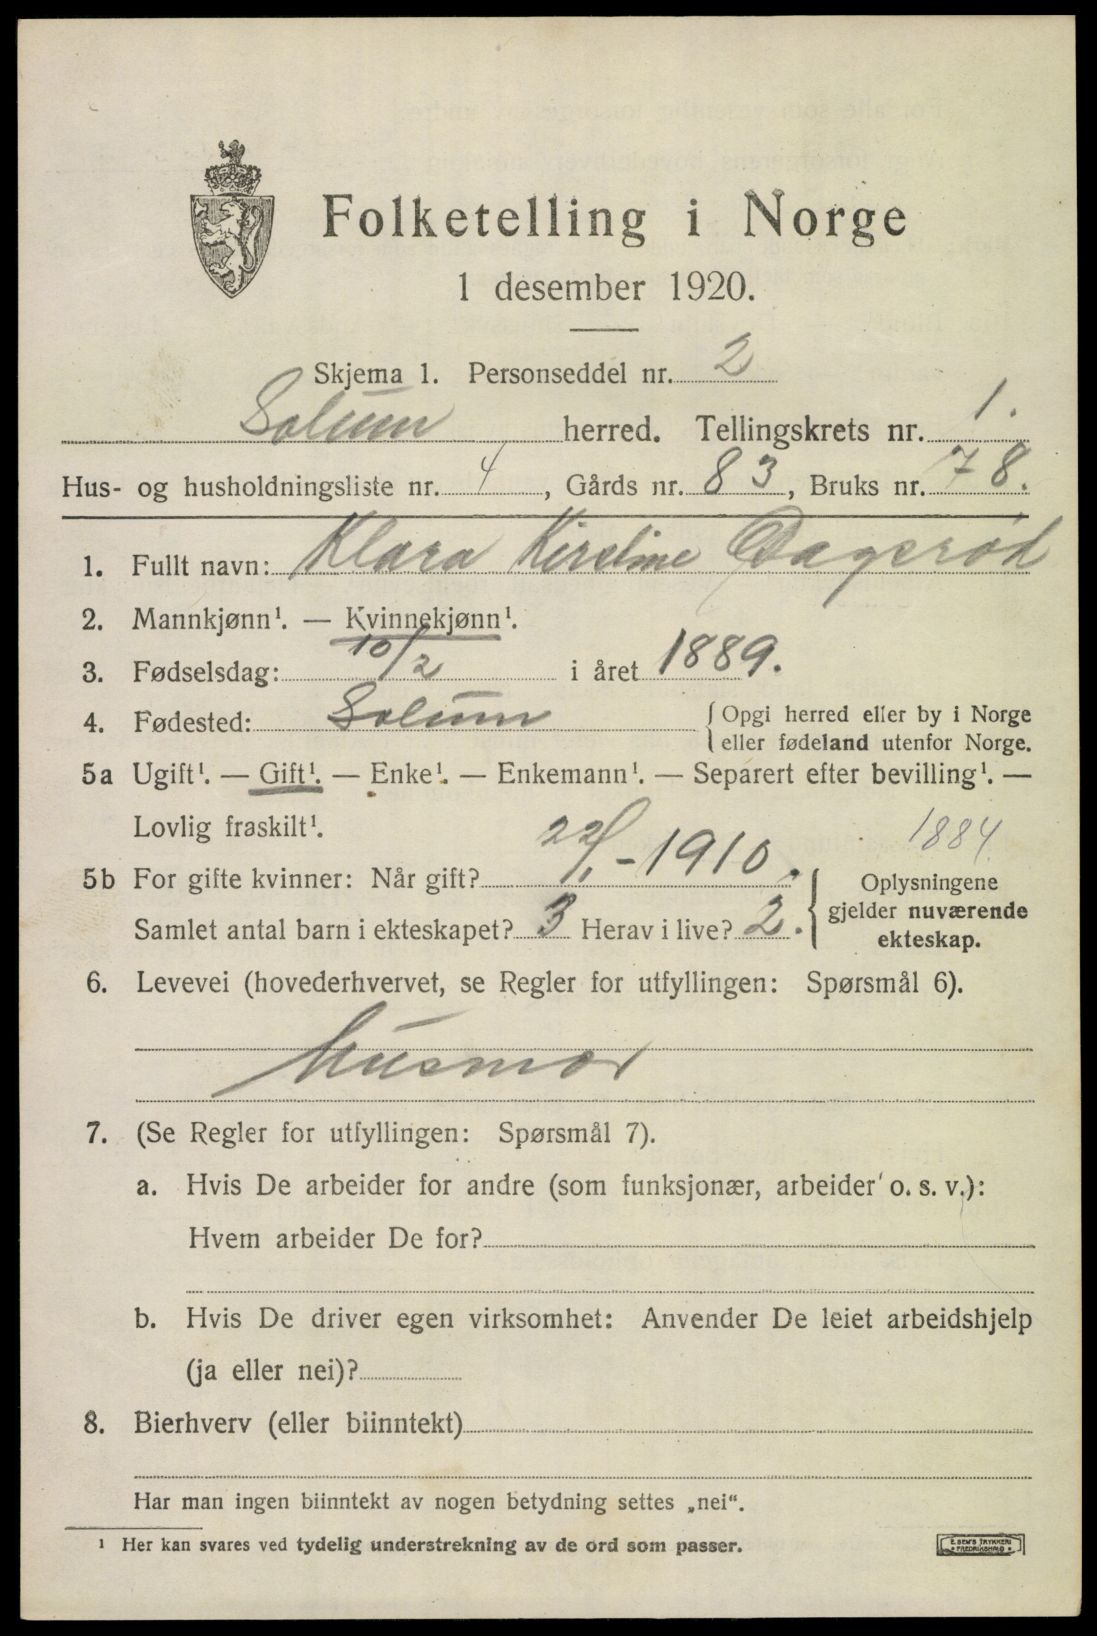 Folketelling i Norge
1 desember 1920.
Skjema 1. Personseddel nr. 2
Solum herred. Tellingskrets nr. 1.
Hus- og husholdningsliste nr. 4, Gårds nr. 83, Bruks nr. 78.
1. Fullt navn: Klara Kirstine Dagsrød
2. Mannkjønn¹. — Kvinnekjønn¹.
3. Fødselsdag: 10/2 i året 1889.
4. Fødested: Solum { Opgi herred eller by i Norge
eller fødeland utenfor Norge.
5a Ugift¹. — Gift¹. — Enke¹. — Enkemann¹. — Separert efter bevilling¹. —
Lovlig fraskilt¹.
1884.
5b For gifte kvinner: Når gift? 22/1 - 1910.
Samlet antal barn i ekteskapet? 3 Herav i live? 2.
{ Oplysningene
gjelder nuværende
ekteskap.
6. Levevei (hovederhvervet, se Regler for utfyllingen: Spørsmål 6).
Husmor
7. (Se Regler for utfyllingen: Spørsmål 7).
a. Hvis De arbeider for andre (som funksjonær, arbeider o. s. v.):
Hvem arbeider De for?
b. Hvis De driver egen virksomhet: Anvender De leiet arbeidshjelp
(ja eller nei)?
8. Bierhverv (eller biinntekt)
Har man ingen biinntekt av nogen betydning settes „nei“.
¹ Her kan svares ved tydelig understrekning av de ord som passer.
E. SEM'S TRYKKERI
FREDRIKSHALD